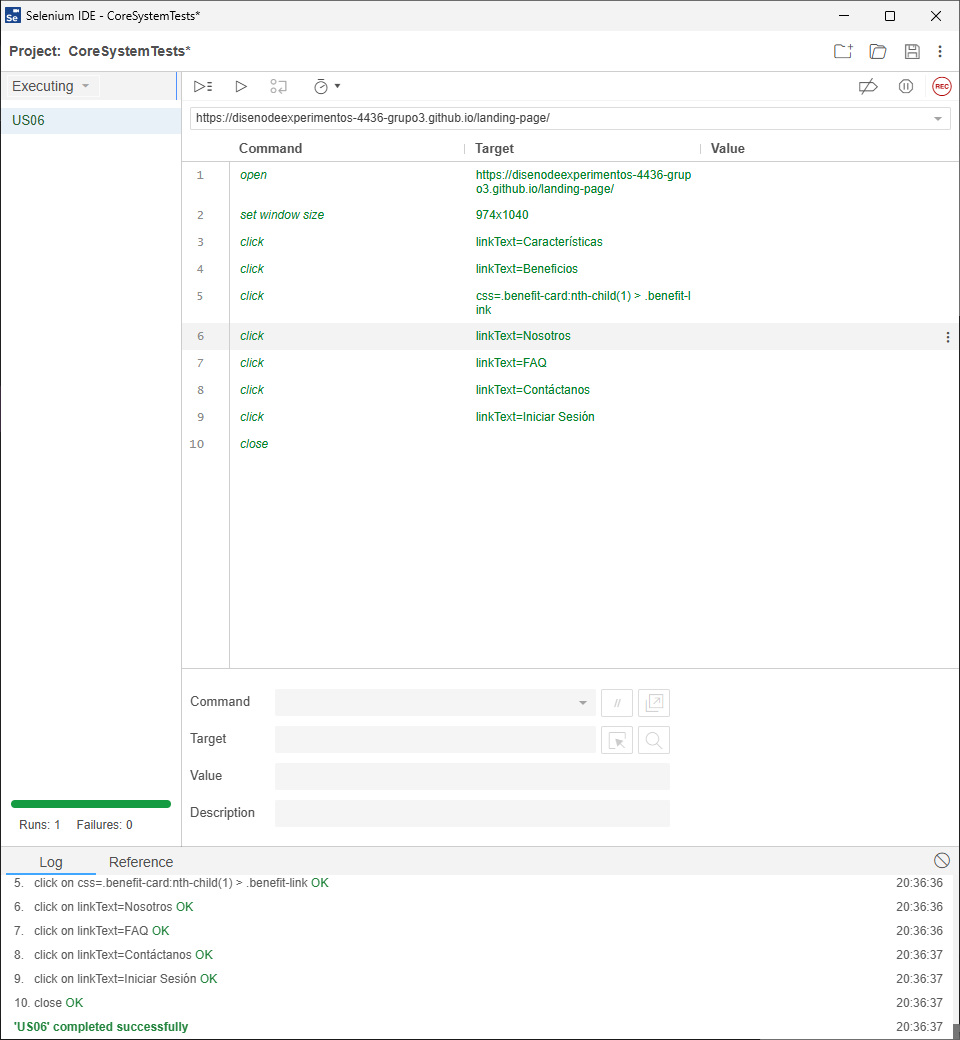 Selenium IDE - CoreSystemTests*
Project: CoreSystemTests*
Executing
REC
US06
https://disenodeexperimentos-4436-grupo3.github.io/landing-page/
Command Target Value
1 open https://disenodeexperimentos-4436-grup
o3.github.io/landing-page/
2 set window size 974x1040
3 click linkText=Características
4 click linkText=Beneficios
5 click css=.benefit-card:nth-child(1) > .benefit-l
ink
6 click linkText=Nosotros
7 click linkText=FAQ
8 click linkText=Contáctanos
9 click linkText=Iniciar Sesión
10 close
Command //
Target
Value
Description
Runs: 1 Failures: 0
Log Reference
5. click on css=.benefit-card:nth-child(1) > .benefit-link OK 20:36:36
6. click on linkText=Nosotros OK 20:36:36
7. click on linkText=FAQ OK 20:36:36
8. click on linkText=Contáctanos OK 20:36:37
9. click on linkText=Iniciar Sesión OK 20:36:37
10. close OK 20:36:37
'US06' completed successfully 20:36:37